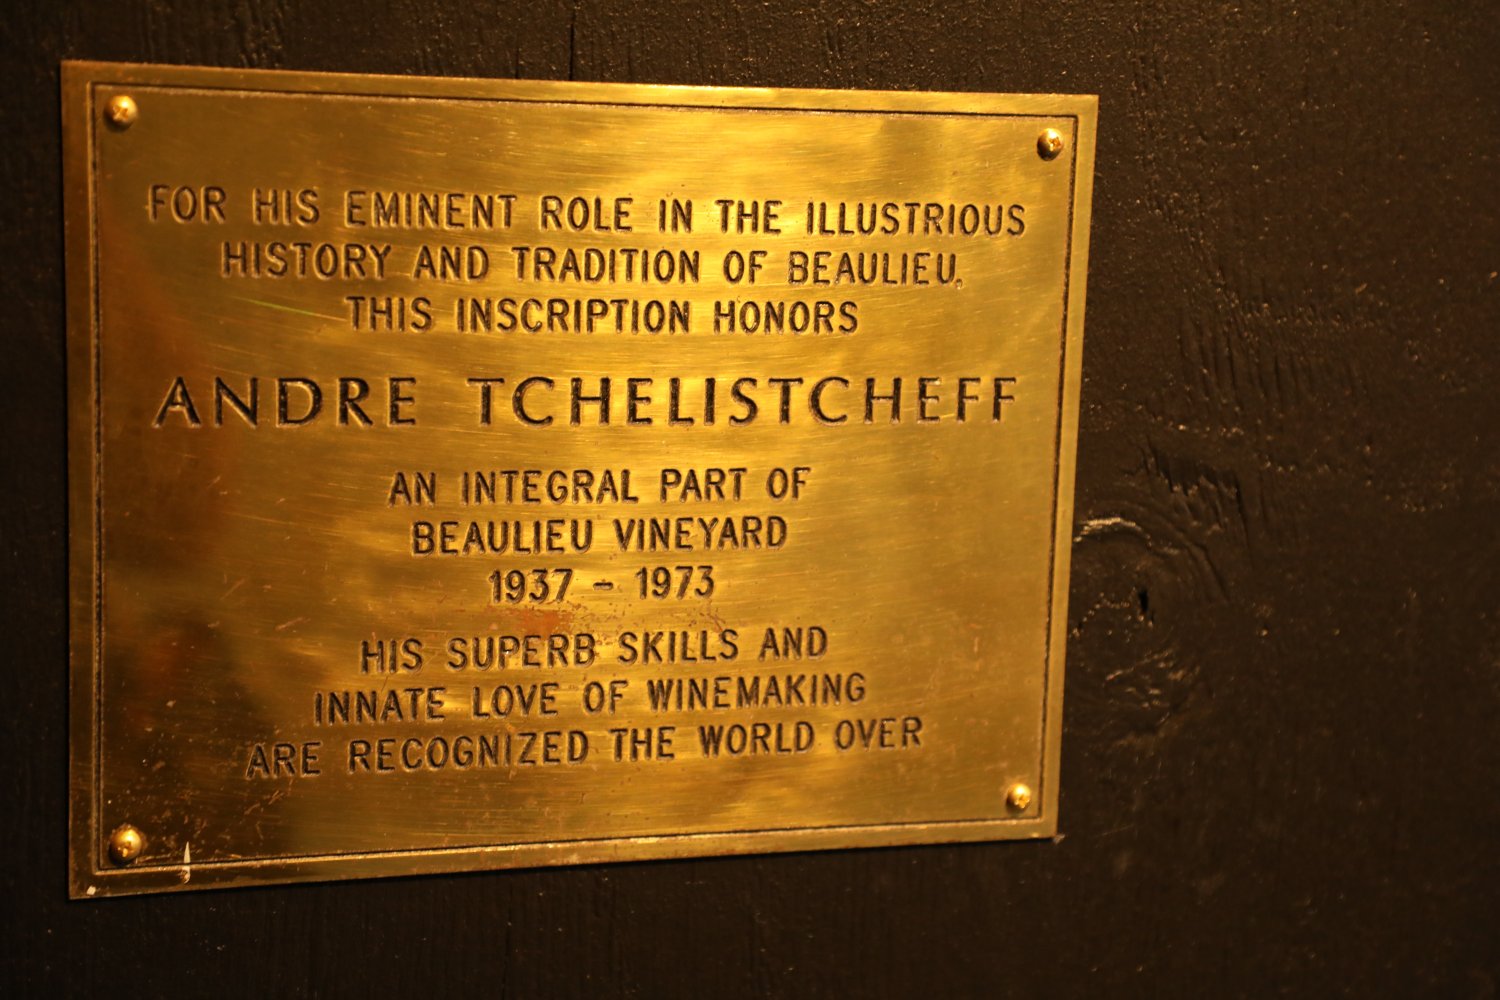 FOR HIS EMINENT ROLE IN THE ILLUSTRIOUS
HISTORY AND TRADITION OF BEAULIEU,
THIS INSCRIPTION HONORS
ANDRE TCHELISTCHEFF
AN INTEGRAL PART OF
BEAULIEU VINEYARD
1937 - 1973
HIS SUPERB SKILLS AND
INNATE LOVE OF WINEMAKING
ARE RECOGNIZED THE WORLD OVER